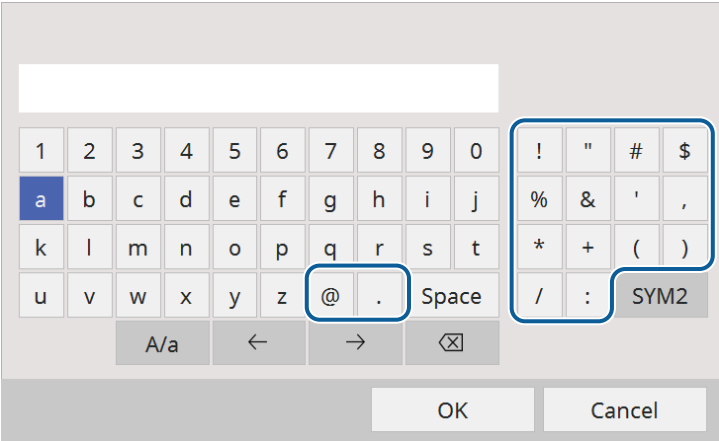 1 2 3 4 5 6 7 8 9 0 ! " # $
a b c d e f g h i j % & ' ,
k l m n o p q r s t * + ( )
u v w x y z @ . Space / : SYM2
A/a ← → ⌫
OK Cancel